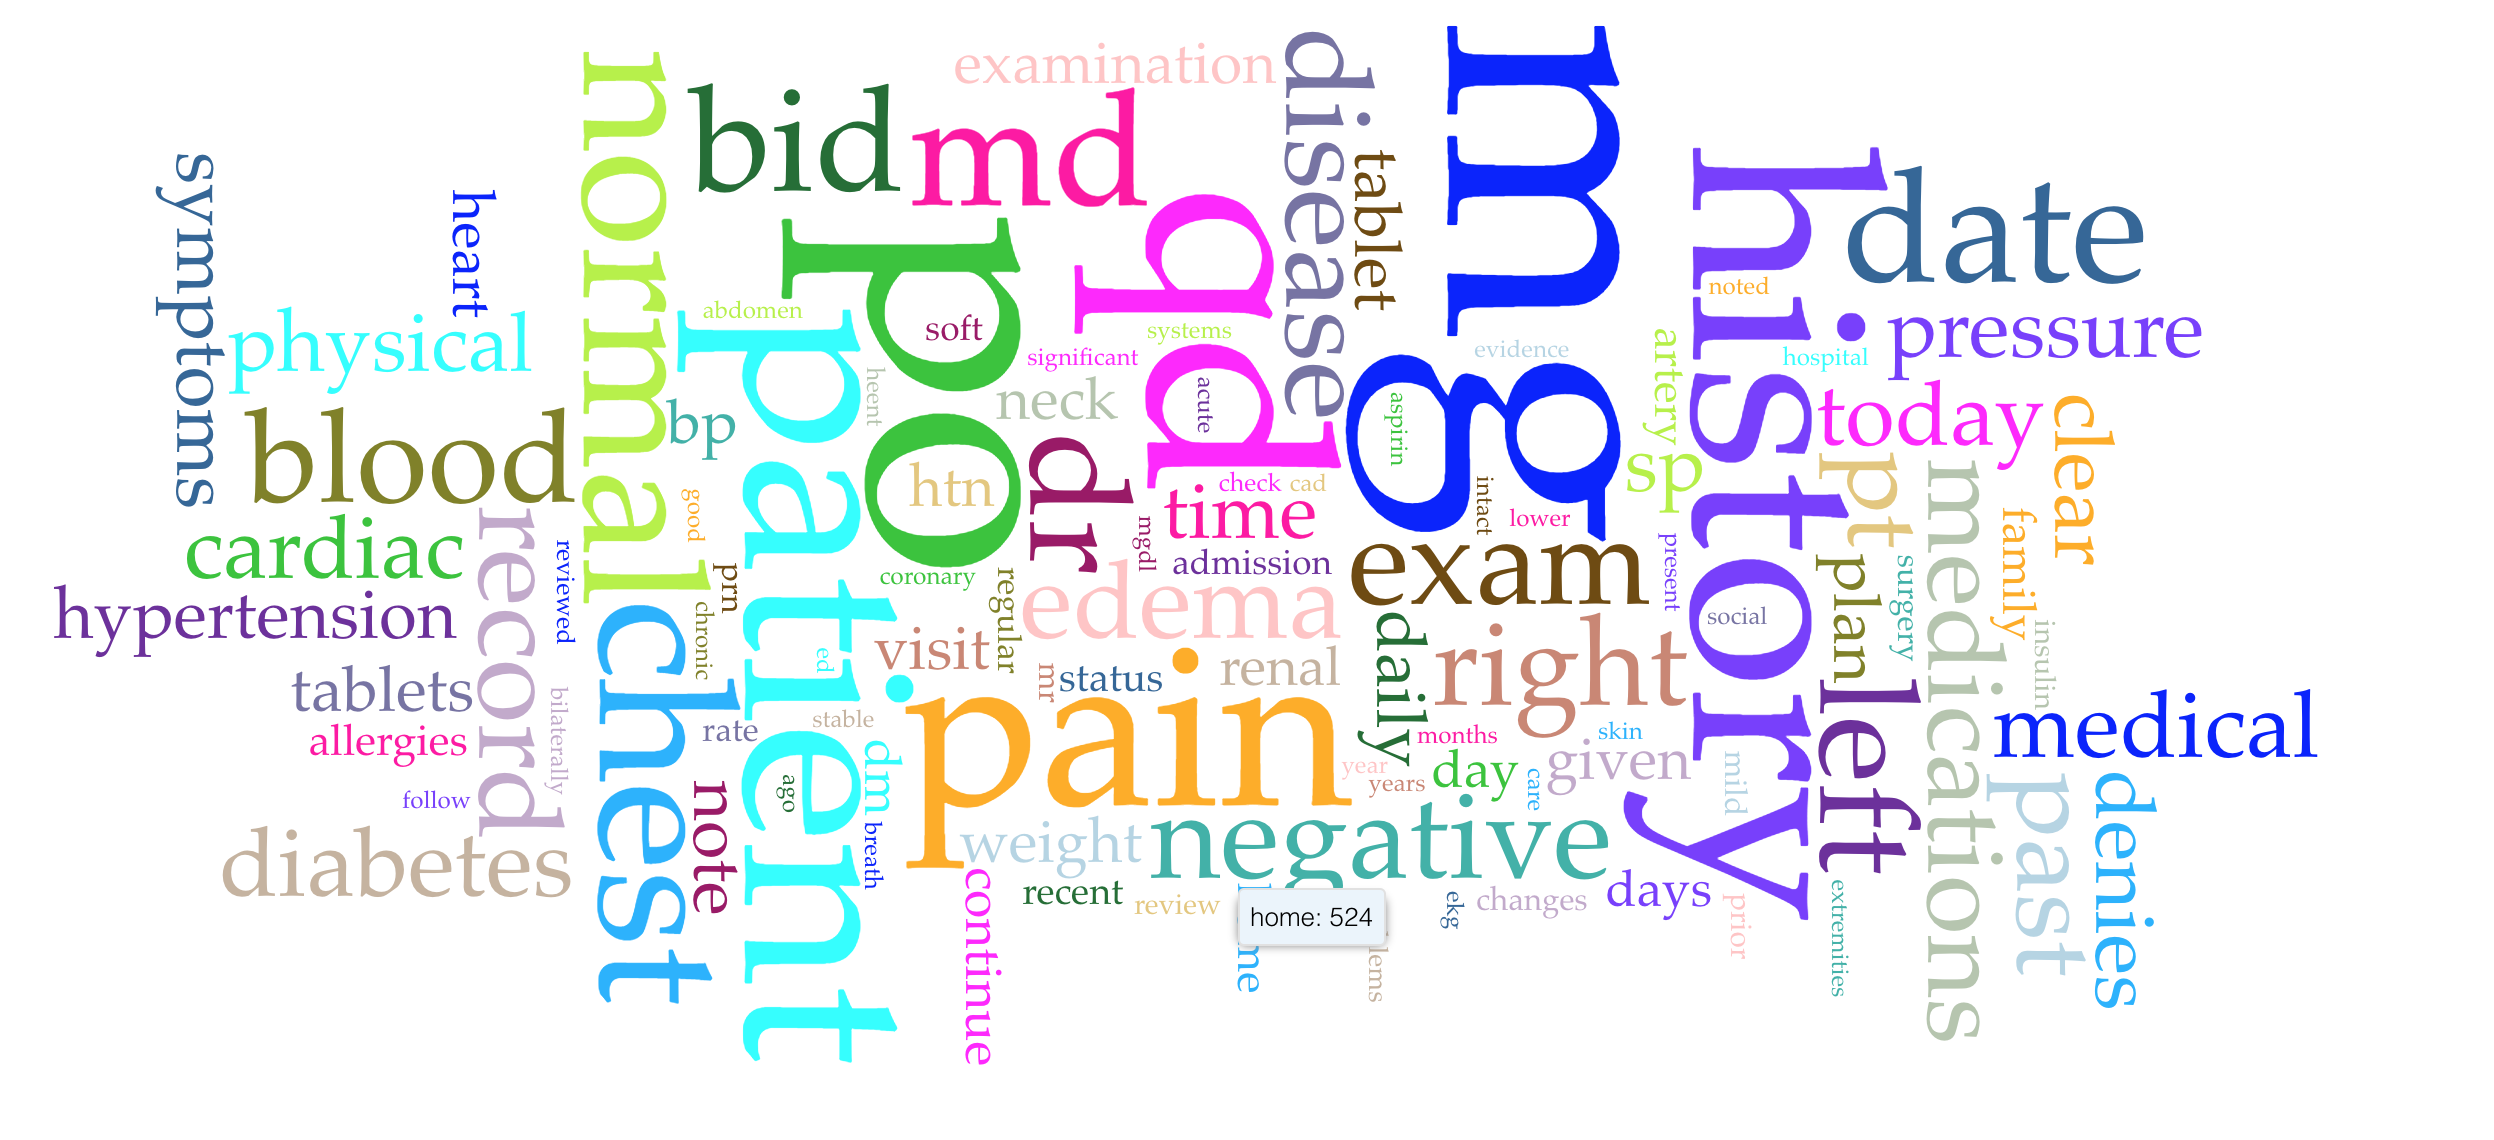 examination
normal
bid
md
disease
mg
history
date
symptoms
heart
tablet
po
qd
noted
physical
abdomen
patient
soft
systems
significant
evidence
artery
hospital
pressure
heent
neck
acute
aspirin
today
clear
blood
bp
htn
dr
check
cad
intact
sp
pt
medications
cardiac
record
reviewed
good
prn
coronary
regular
mgdl
time
admission
lower
exam
present
plan
surgery
family
hypertension
chronic
ed
visit
edema
daily
right
social
insulin
tablets
bilaterally
chest
rate
stable
mr
status
renal
months
skin
left
medical
allergies
follow
note
ago
dm
pain
year
years
day
care
given
mild
past
denies
diabetes
breath
weight
negative
continue
recent
review
ekg
changes
days
prior
extremities
home: 524